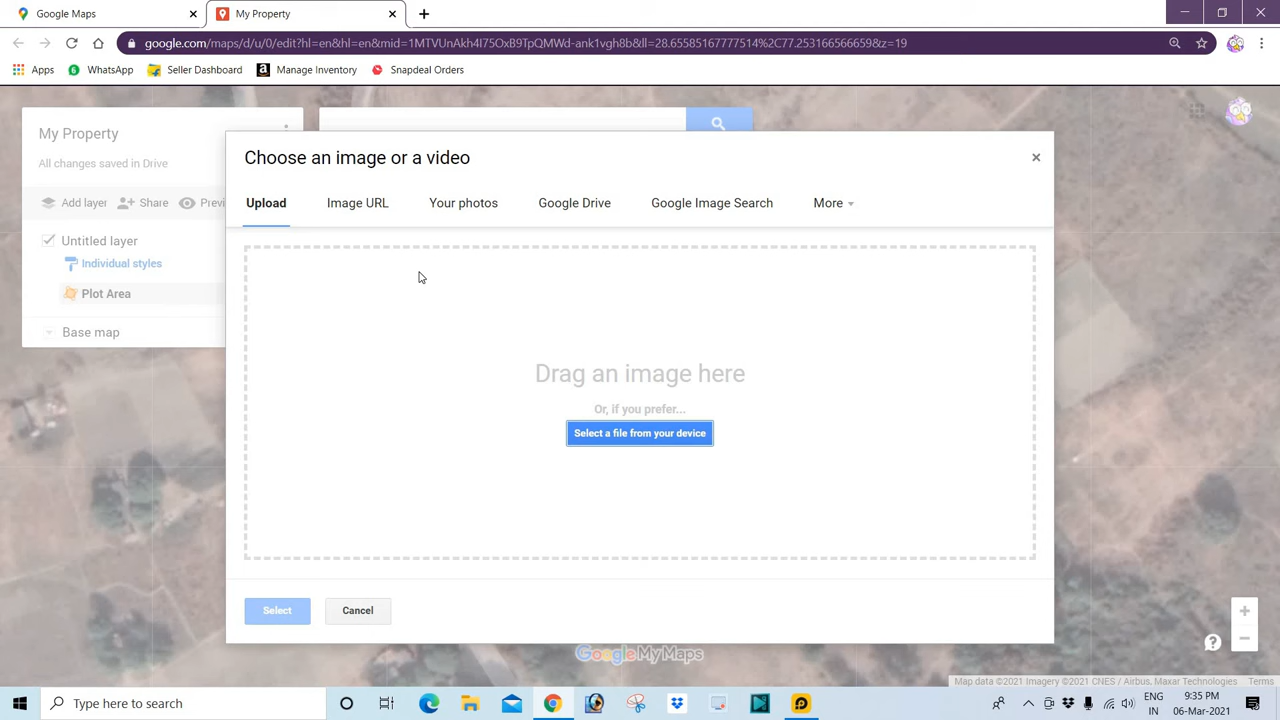 Google Maps
My Property
google.com/maps/d/u/0/edit?hl=en&hl=en&mid=1MTVUnAkh4I75OxB9TpQMWd-ank1vgh8b&ll=28.65585167777514%2C77.25316656659&z=19
Apps
WhatsApp
Seller Dashboard
Manage Inventory
Snapdeal Orders
My Property
All changes saved in Drive
Add layer
Share
Previ
Untitled layer
Individual styles
Plot Area
Base map
Choose an image or a video
Upload
Image URL
Your photos
Google Drive
Google Image Search
More
Drag an image here
Or, if you prefer...
Select a file from your device
Select
Cancel
Google My Maps
Map data ©2021 Imagery ©2021 CNES / Airbus, Maxar Technologies
Terms
Type here to search
ENG
IN
9:35 PM
06-Mar-2021